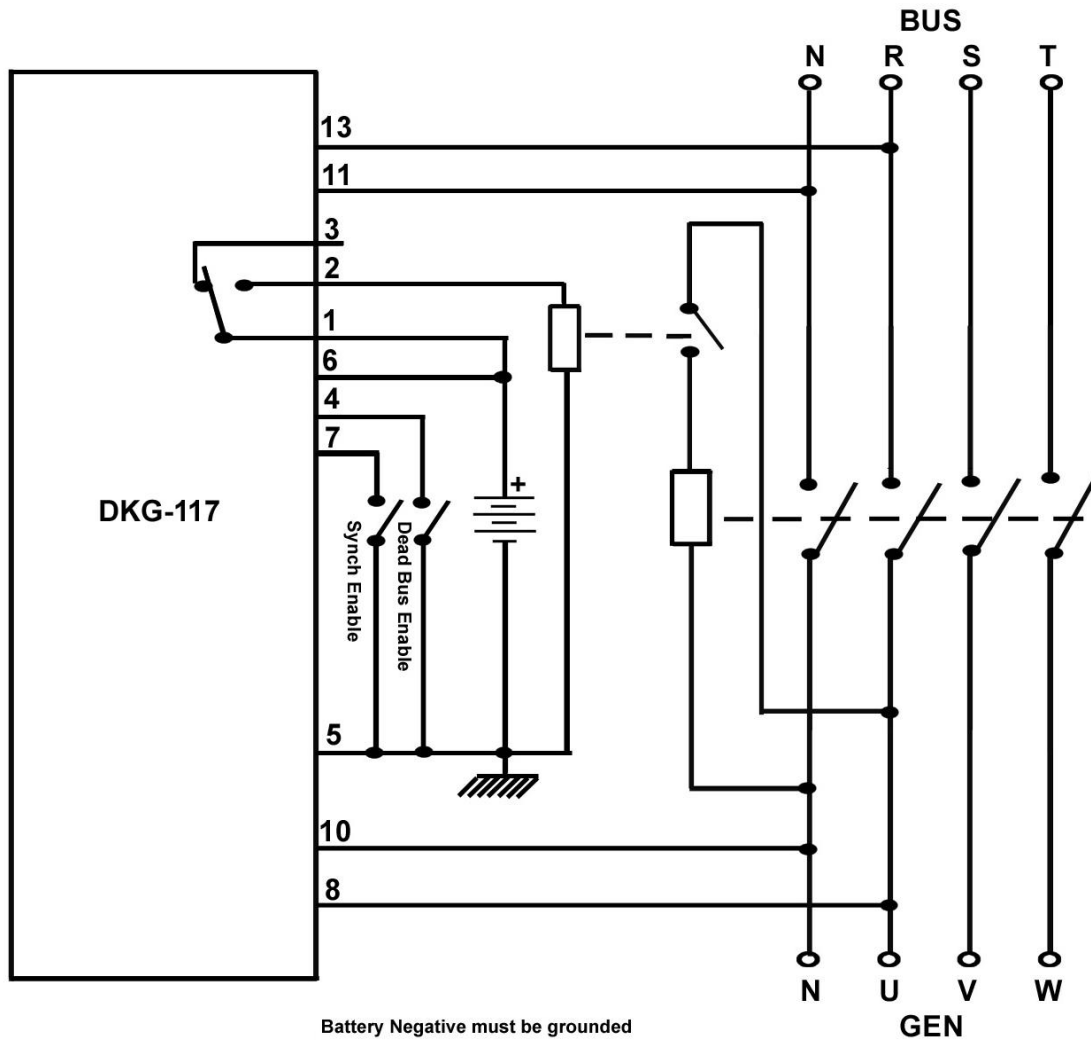 BUS
N R S T
13
11
3
2
1
6
4
7
DKG-117
+
Synch Enable
Dead Bus Enable
5
10
8
N U V W
GEN
Battery Negative must be grounded